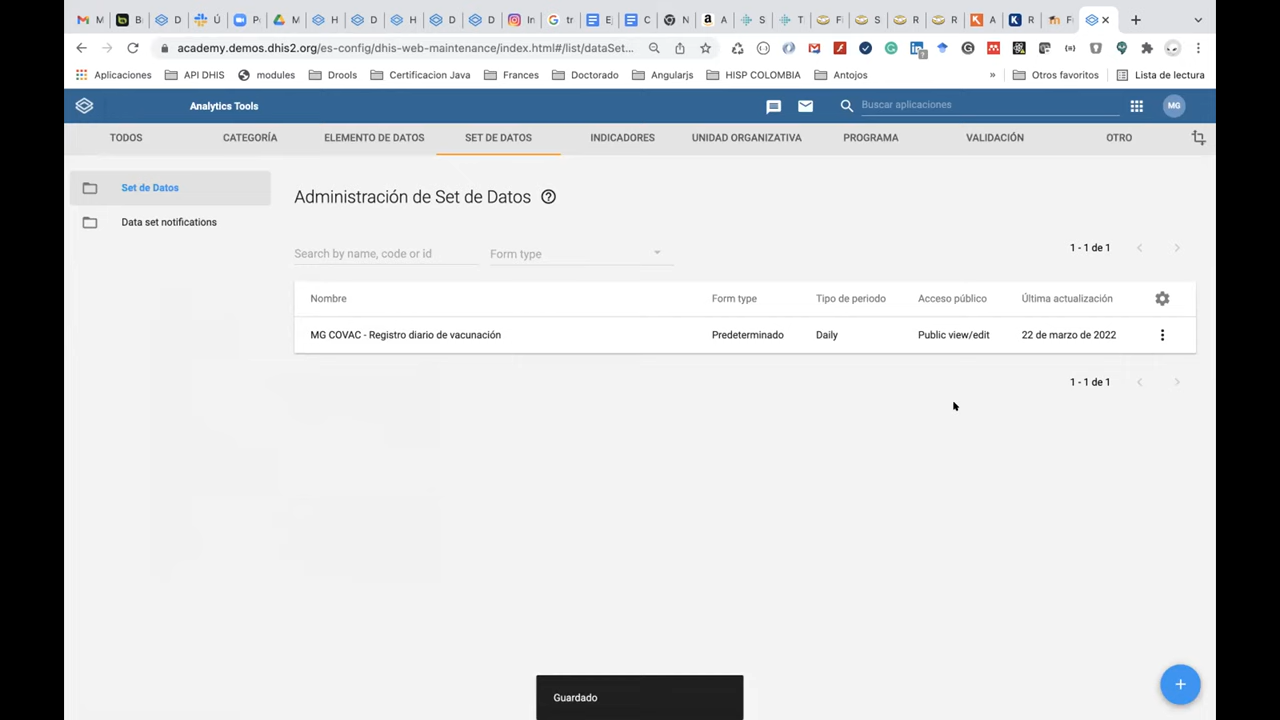 M
B
D
Ú
P
M
H
D
H
D
D
tr
E
C
N
A
S
T
F
S
R
R
A
R
F
academy.demos.dhis2.org/es-config/dhis-web-maintenance/index.html#/list/dataSet...
Aplicaciones
API DHIS
modules
Drools
Certificacion Java
Frances
Doctorado
Angularjs
HISP COLOMBIA
Antojos
»
Otros favoritos
Lista de lectura
Analytics Tools
Buscar aplicaciones
MG
TODOS
CATEGORÍA
ELEMENTO DE DATOS
SET DE DATOS
INDICADORES
UNIDAD ORGANIZATIVA
PROGRAMA
VALIDACIÓN
OTRO
Set de Datos
Data set notifications
Administración de Set de Datos
Search by name, code or id
Form type
1 - 1 de 1
Nombre
Form type
Tipo de periodo
Acceso público
Última actualización
MG COVAC - Registro diario de vacunación
Predeterminado
Daily
Public view/edit
22 de marzo de 2022
1 - 1 de 1
Guardado